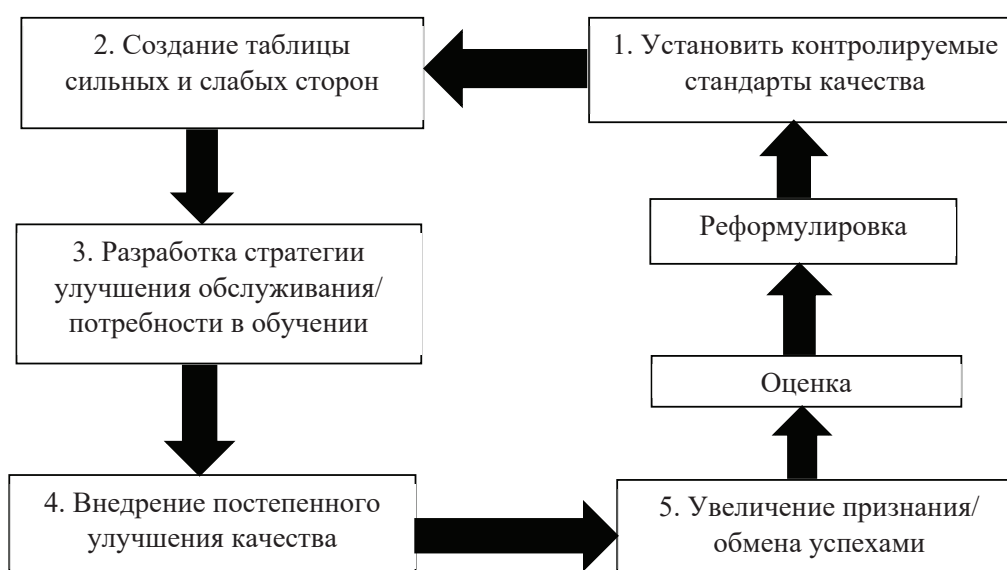 1. Установить контролируемые
стандарты качества
2. Создание таблицы
сильных и слабых сторон
3. Разработка стратегии
улучшения обслуживания/
потребности в обучении
4. Внедрение постепенного
улучшения качества
5. Увеличение признания/
обмена успехами
Оценка
Реформулировка